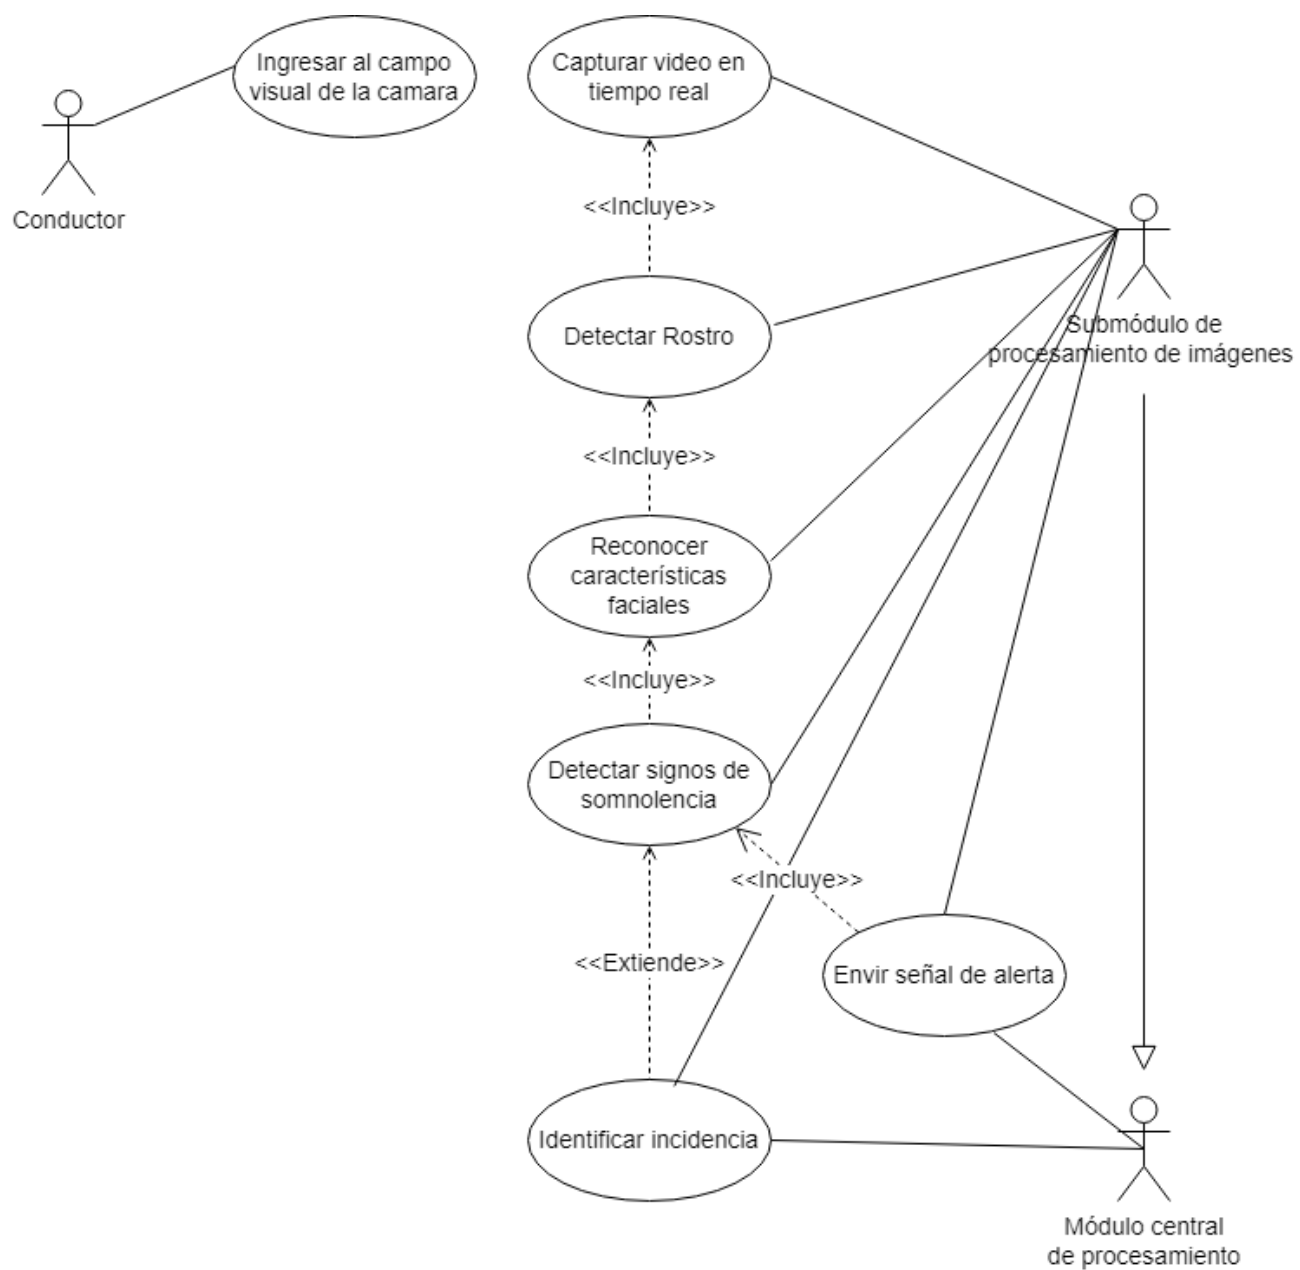 Ingresar al campo
visual de la camara
Capturar video en
tiempo real
Conductor
<<Incluye>>
Submódulo de
procesamiento de imágenes
Detectar Rostro
<<Incluye>>
Reconocer
características
faciales
<<Incluye>>
Detectar signos de
somnolencia
<<Incluye>>
<<Extiende>>
Envir señal de alerta
Identificar incidencia
Módulo central
de procesamiento